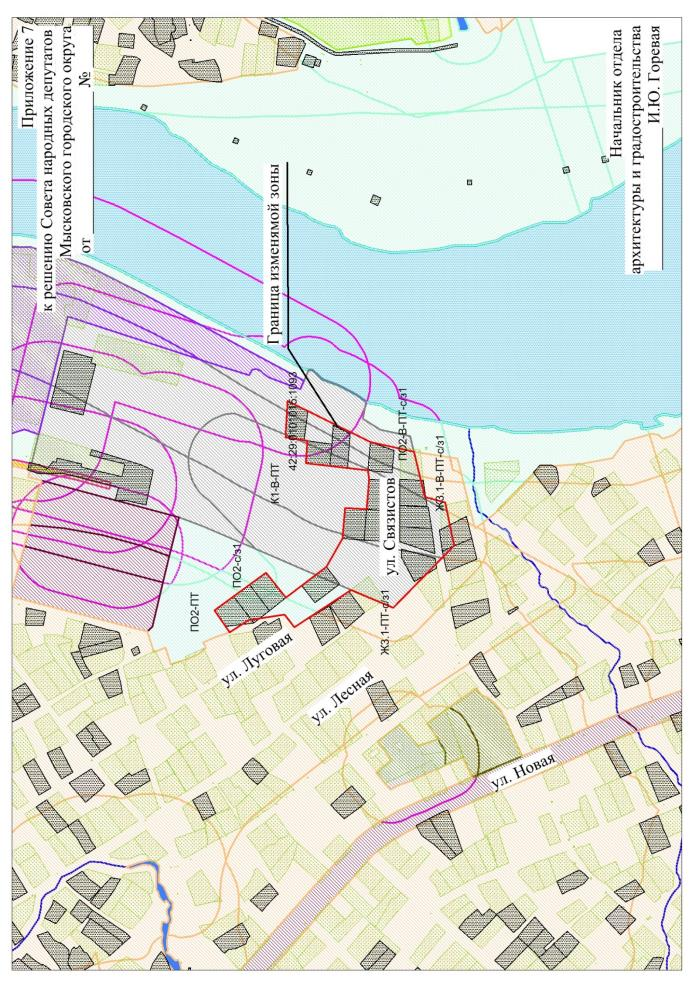 Приложение 7
к решению Совета народных депутатов
Мысковского городского округа
от №
Граница изменяемой зоны
42:29:0101015:1093
К1-В-ПТ
ПО2-В-ПТ-с/з1
Ж3.1-В-ПТ-с/з1
ул. Связистов
ПО2-с/з1
ПО2-ПТ
Ж3.1-ПТ-с/з1
ул. Луговая
ул. Лесная
ул. Новая
Начальник отдела
архитектуры и градостроительства
И.Ю. Горевая